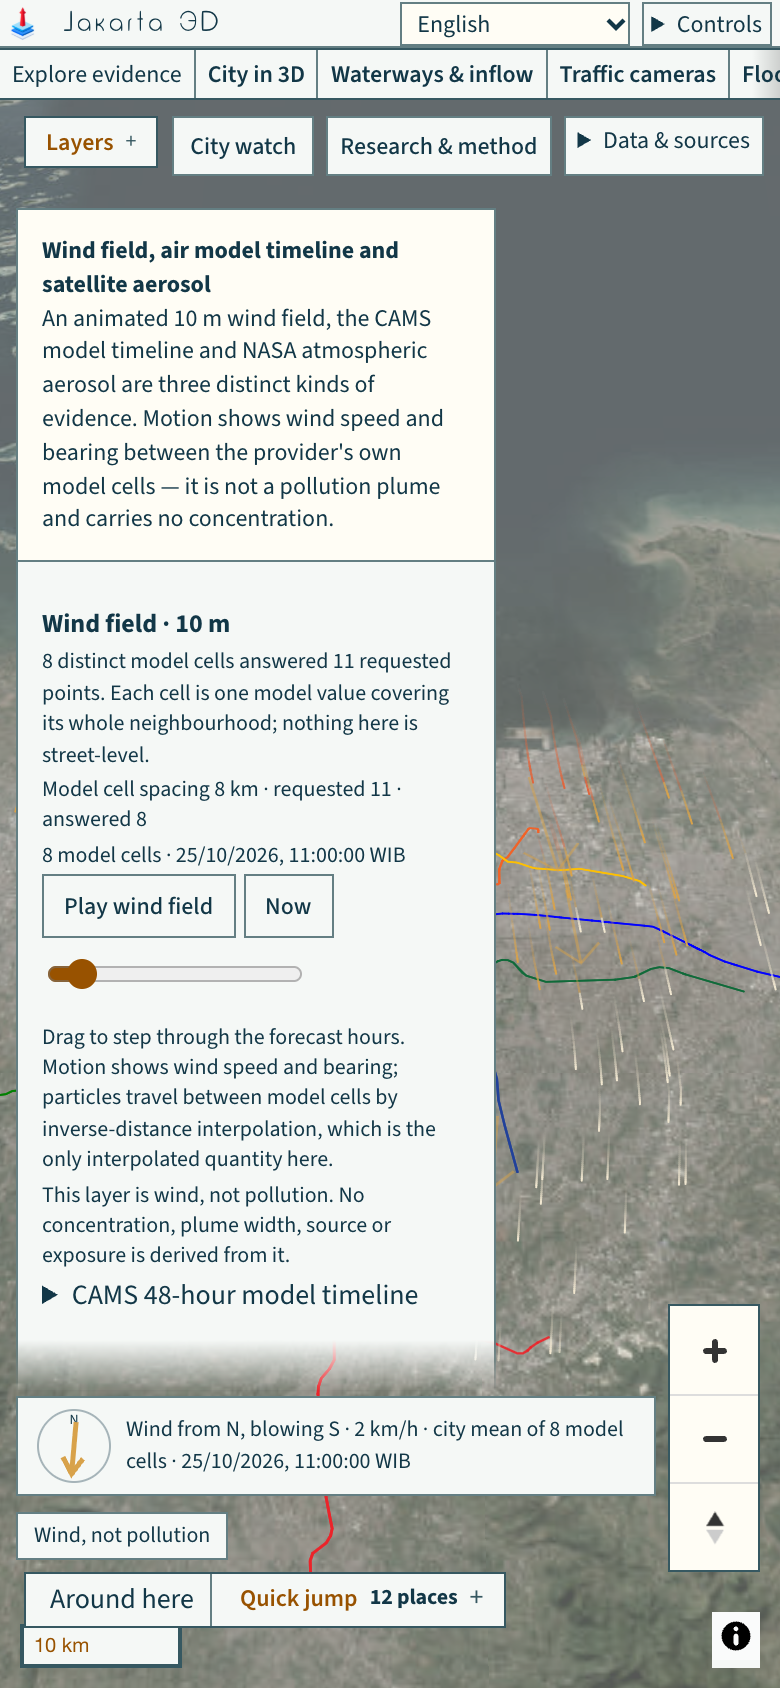 Jakarta 3D
English
Controls
Explore evidence
City in 3D
Waterways & inflow
Traffic cameras
Layers +
City watch
Research & method
Data & sources
Wind field, air model timeline and
satellite aerosol
An animated 10 m wind field, the CAMS
model timeline and NASA atmospheric
aerosol are three distinct kinds of
evidence. Motion shows wind speed and
bearing between the provider's own
model cells — it is not a pollution plume
and carries no concentration.
Wind field · 10 m
8 distinct model cells answered 11 requested
points. Each cell is one model value covering
its whole neighbourhood; nothing here is
street-level.
Model cell spacing 8 km · requested 11 ·
answered 8
8 model cells · 25/10/2026, 11:00:00 WIB
Play wind field
Now
Drag to step through the forecast hours.
Motion shows wind speed and bearing;
particles travel between model cells by
inverse-distance interpolation, which is the
only interpolated quantity here.
This layer is wind, not pollution. No
concentration, plume width, source or
exposure is derived from it.
CAMS 48-hour model timeline
N
Wind from N, blowing S · 2 km/h · city mean of 8 model
cells · 25/10/2026, 11:00:00 WIB
Wind, not pollution
Around here
Quick jump 12 places +
10 km